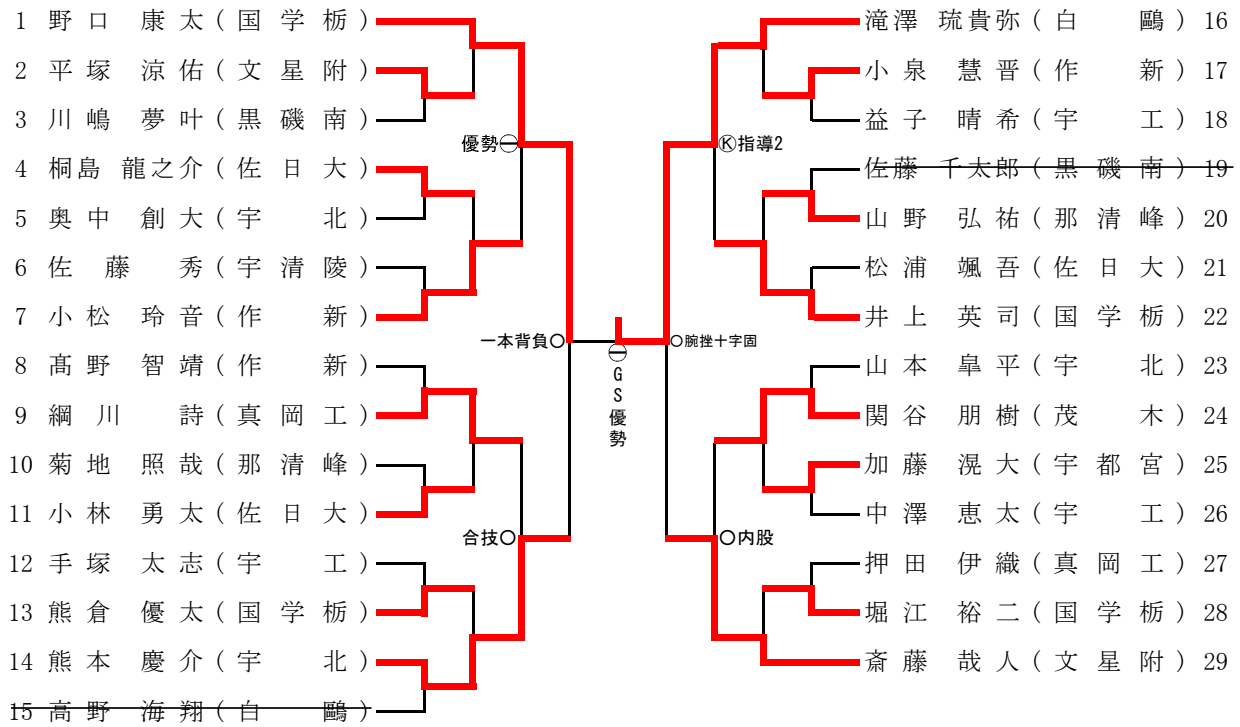 1 野口 康太(国学栃)
2 平塚 涼佑(文星附)
3 川嶋 夢叶(黒磯南)
4 桐島 龍之介(佐日大)
5 奥中 創大(宇 北)
6 佐藤 秀(宇清陵)
7 小松 玲音(作 新)
8 髙野 智靖(作 新)
9 綱川 詩(真岡工)
10 菊地 照哉(那清峰)
11 小林 勇太(佐日大)
12 手塚 太志(宇 工)
13 熊倉 優太(国学栃)
14 熊本 慶介(宇 北)
15 高野 海翔(白 鷗)
優勢㊀
一本背負〇
合技〇
㊀GS優勢
Ⓚ指導2
〇腕挫十字固
〇内股
滝澤 琉貴弥(白 鷗) 16
小泉 慧晋(作 新) 17
益子 晴希(宇 工) 18
佐藤 千太郎(黒磯南) 19
山野 弘祐(那清峰) 20
松浦 颯吾(佐日大) 21
井上 英司(国学栃) 22
山本 皐平(宇 北) 23
関谷 朋樹(茂 木) 24
加藤 滉大(宇都宮) 25
中澤 恵太(宇 工) 26
押田 伊織(真岡工) 27
堀江 裕二(国学栃) 28
斎藤 哉人(文星附) 29